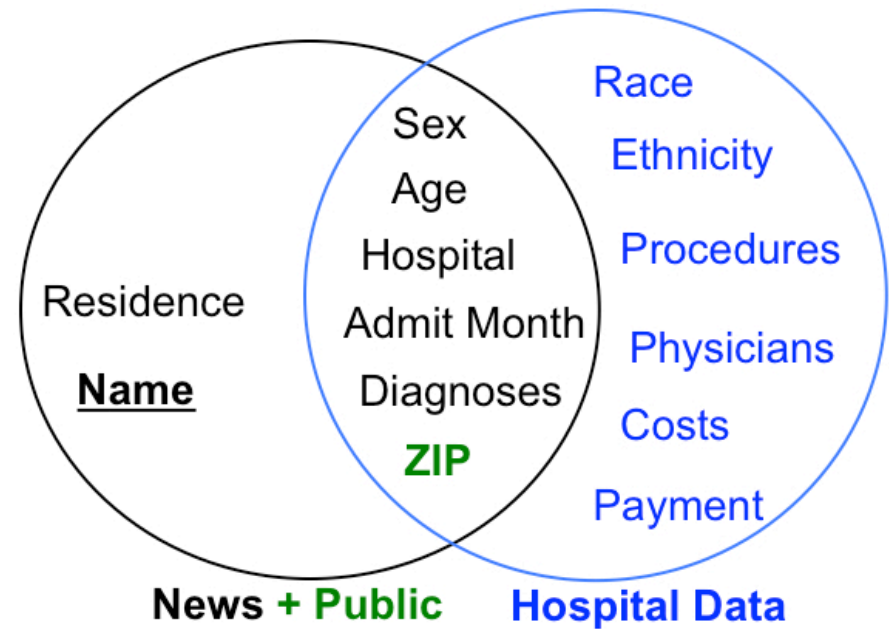 Residence
Name
Sex
Age
Hospital
Admit Month
Diagnoses
ZIP
Race
Ethnicity
Procedures
Physicians
Costs
Payment
News + Public
Hospital Data